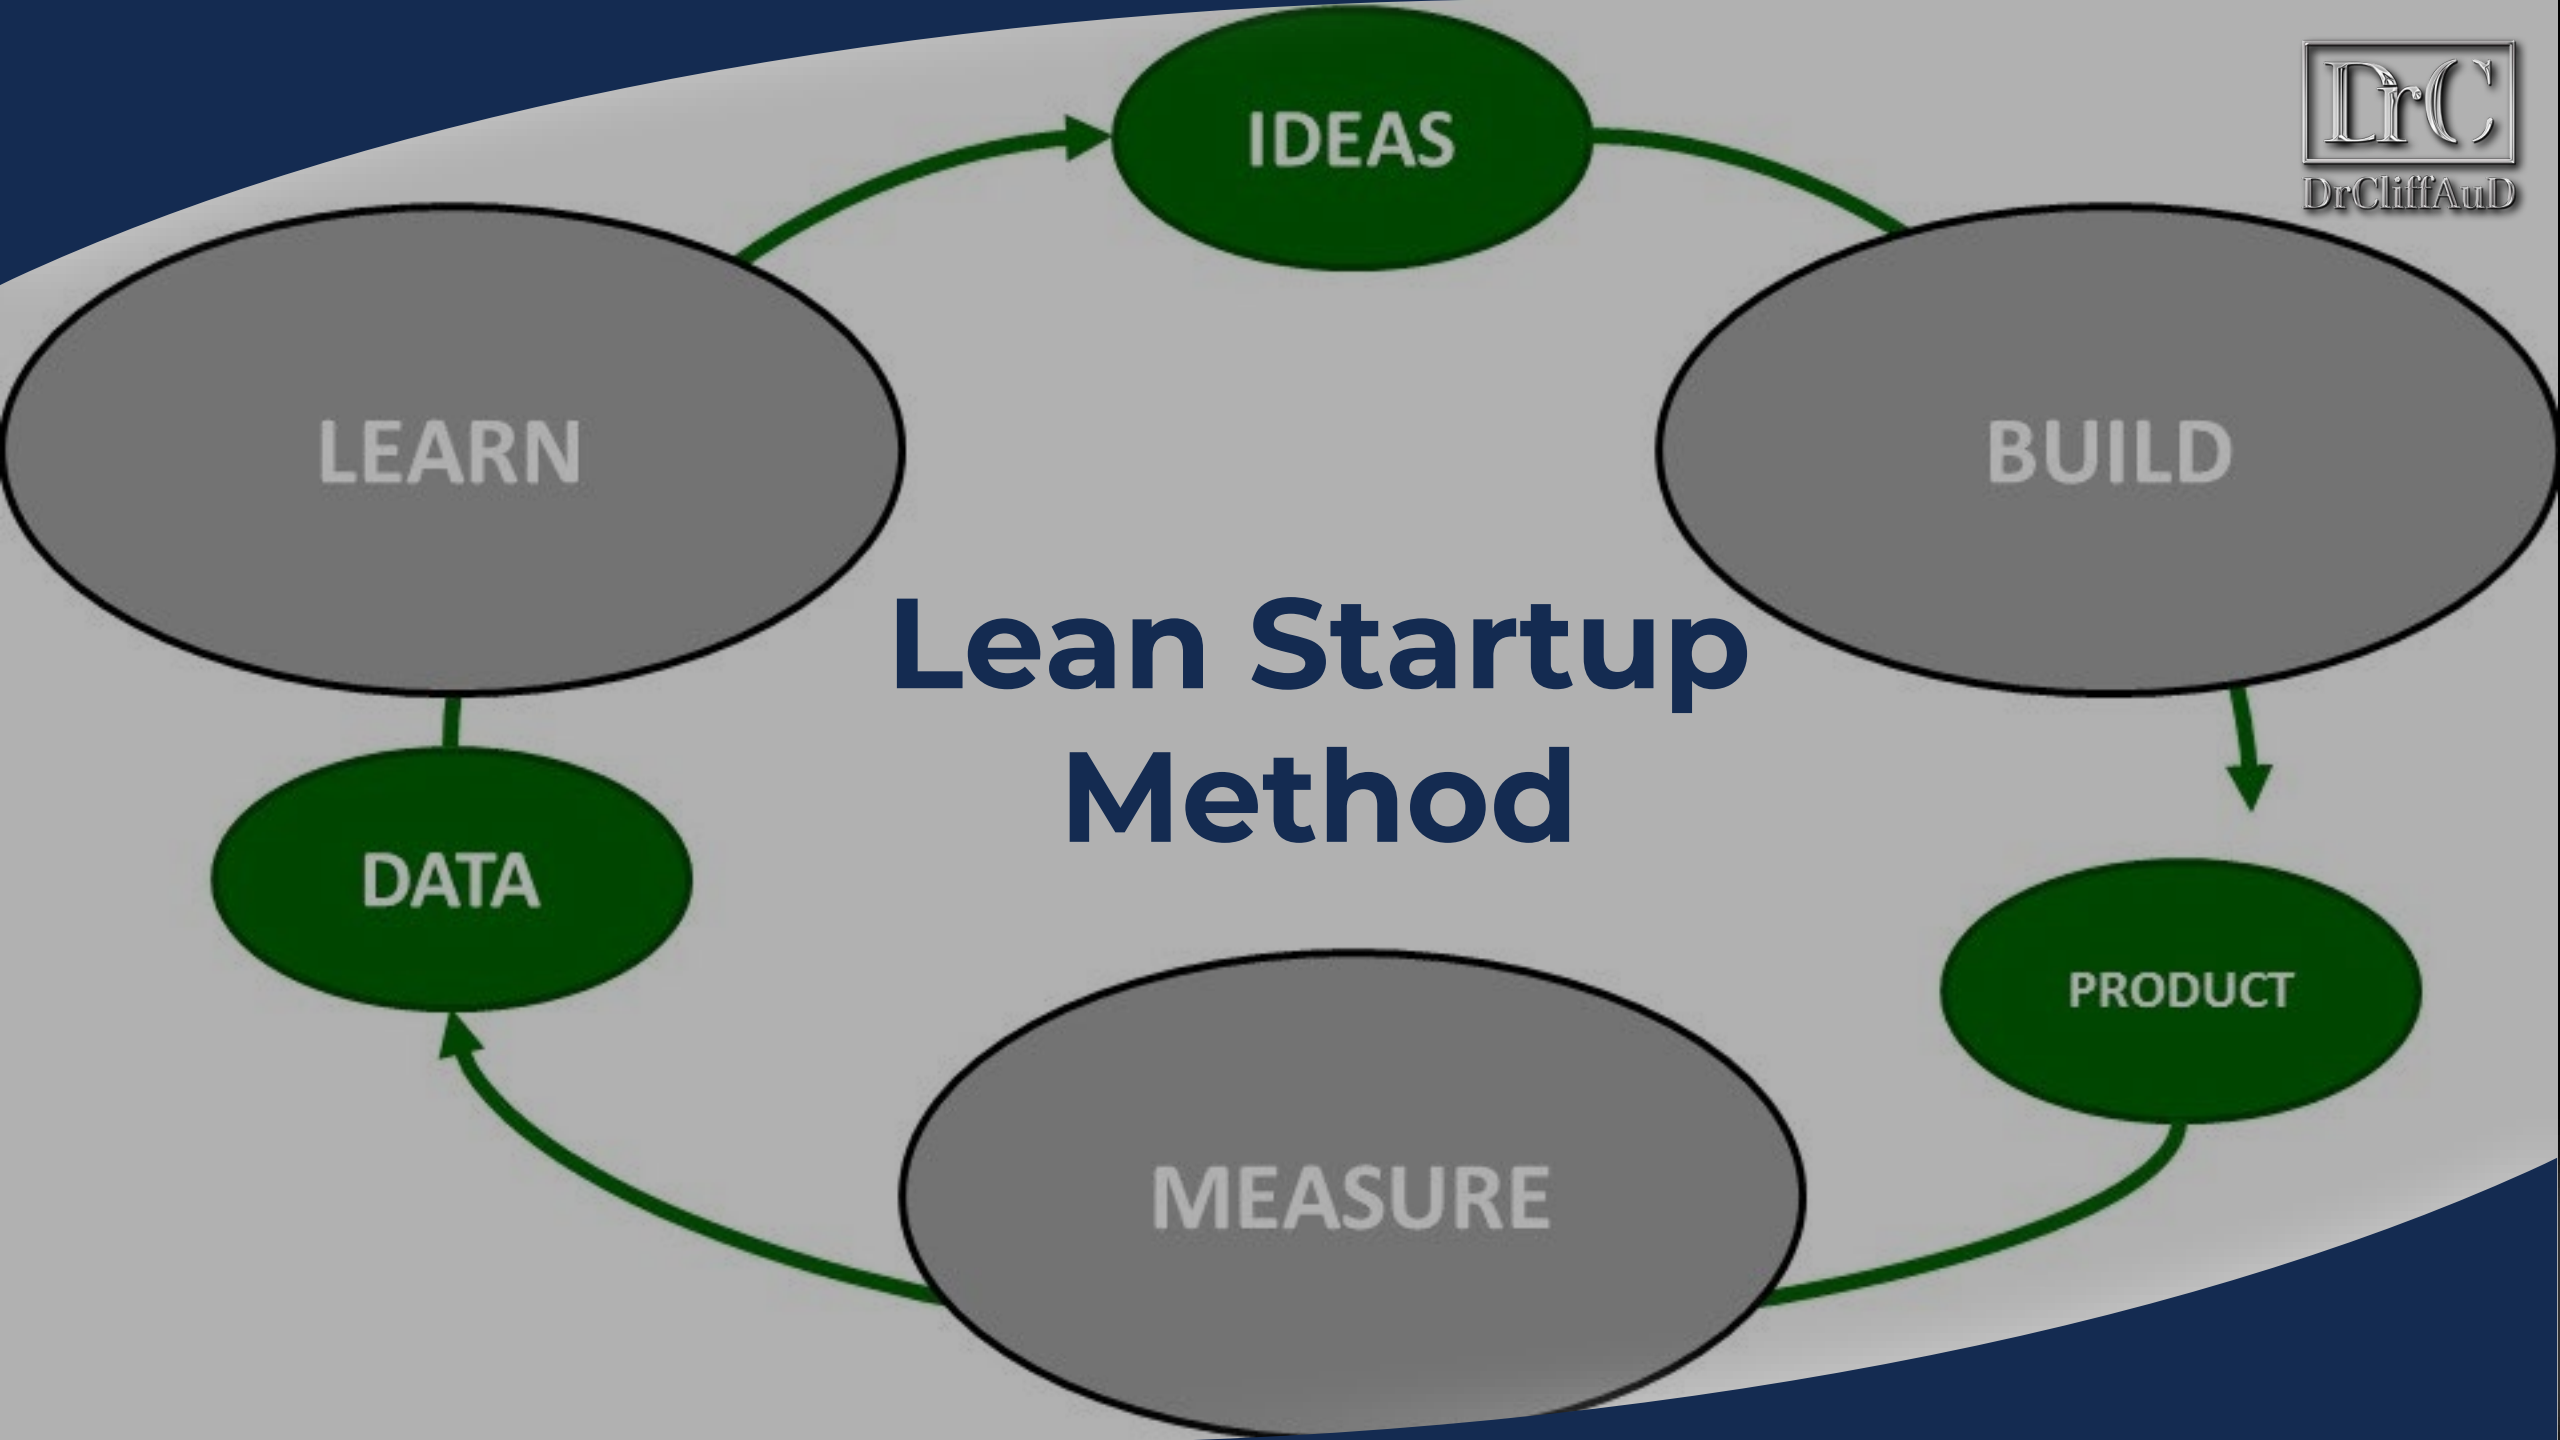 IDEAS
DrC
DrCliffAuD
LEARN
BUILD
Lean Startup
Method
DATA
PRODUCT
MEASURE